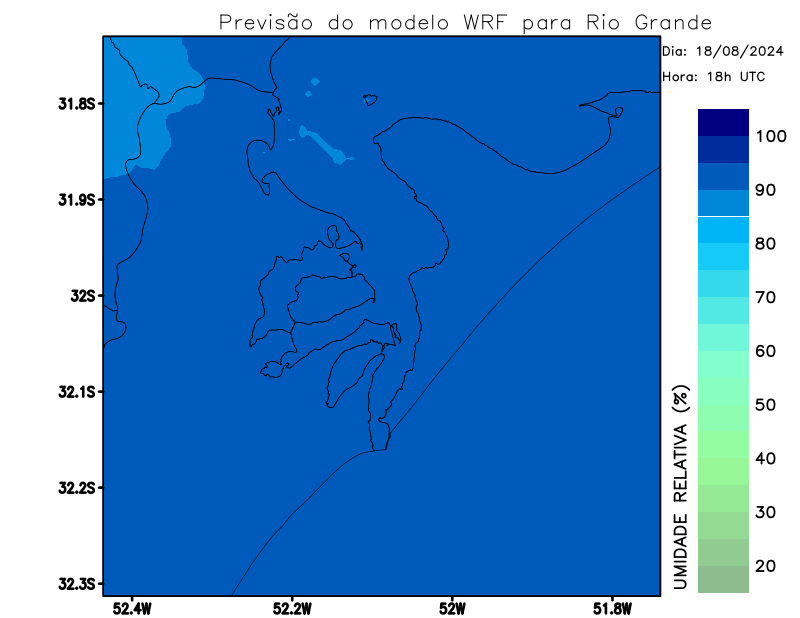 Previsão do modelo WRF para Rio Grande
Dia: 18/08/2024
Hora: 18h UTC
31.8S
31.9S
32S
32.1S
32.2S
32.3S
52.4W
52.2W
52W
51.8W
UMIDADE RELATIVA (%)
100
90
80
70
60
50
40
30
20